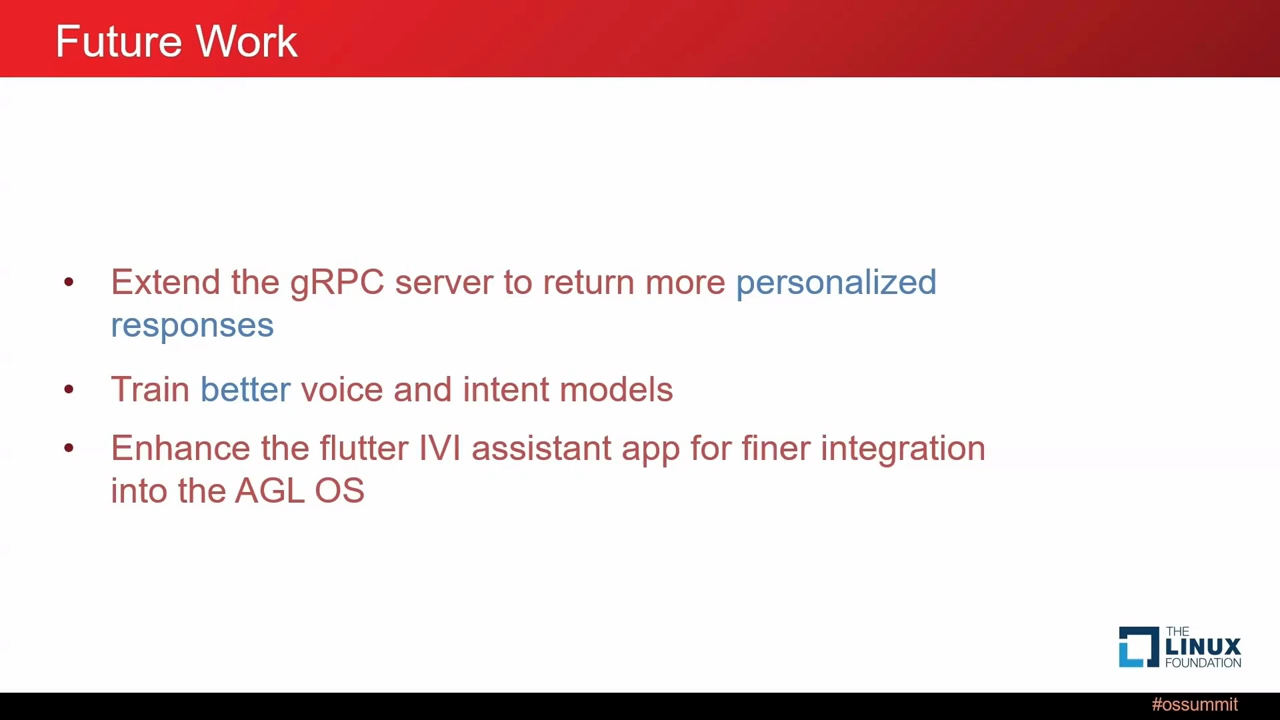 Future Work
• Extend the gRPC server to return more personalized
responses
• Train better voice and intent models
• Enhance the flutter IVI assistant app for finer integration
into the AGL OS
THE
LINUX
FOUNDATION
#ossummit